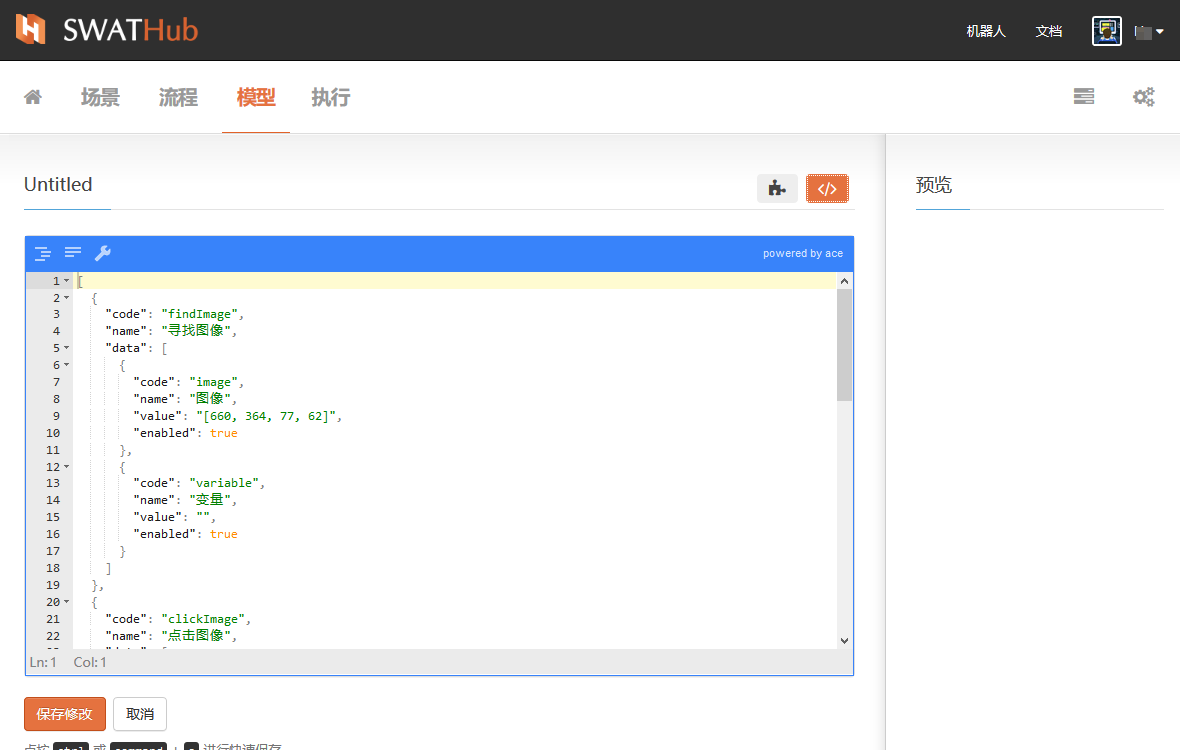 SWATHub
机器人 文档
场景 流程 模型 执行
Untitled
</>
预览
powered by ace
1 [
2 {
3 "code": "findImage",
4 "name": "寻找图像",
5 "data": [
6 {
7 "code": "image",
8 "name": "图像",
9 "value": "[660, 364, 77, 62]",
10 "enabled": true
11 },
12 {
13 "code": "variable",
14 "name": "变量",
15 "value": "",
16 "enabled": true
17 }
18 ]
19 },
20 {
21 "code": "clickImage",
22 "name": "点击图像",
Ln: 1 Col: 1
保存修改 取消